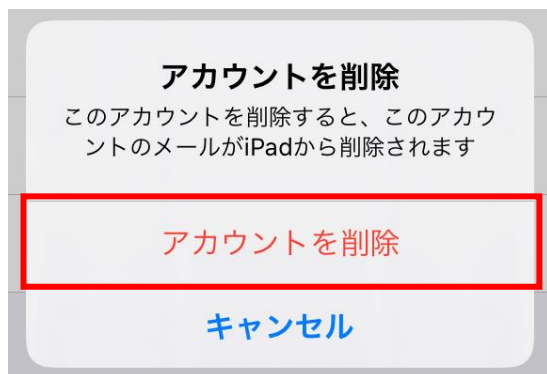 アカウントを削除
このアカウントを削除すると、このアカウ
ントのメールがiPadから削除されます
アカウントを削除
キャンセル